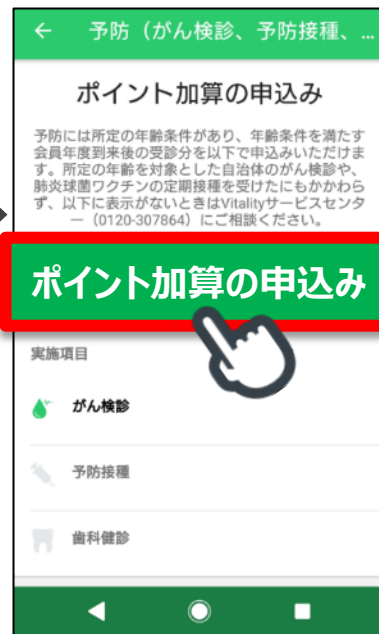 予防（がん検診、予防接種、...
ポイント加算の申込み
予防には所定の年齢条件があり、年齢条件を満たす
会員年度到来後の受診分を以下で申込みいただけま
す。所定の年齢を対象とした自治体のがん検診や、
肺炎球菌ワクチンの定期接種を受けたにもかかわら
ず、以下に表示がないときはVitalityサービスセンタ
ー（0120-307864）にご相談ください。
ポイント加算の申込み
実施項目
がん検診
予防接種
歯科健診